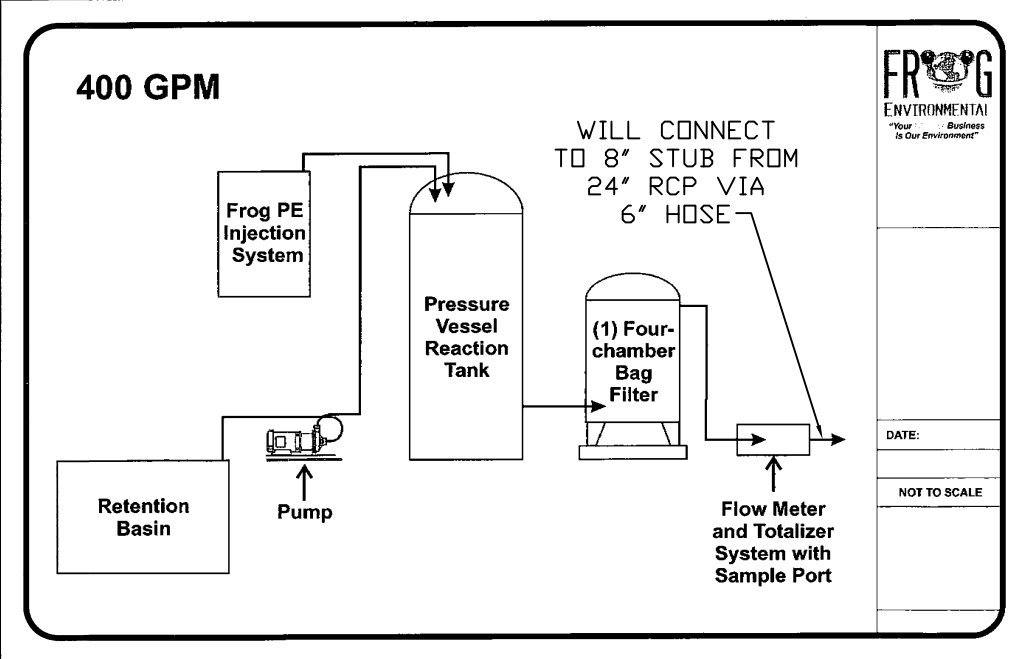 400 GPM
FROG
ENVIRONMENTAL
"Your Business
Is Our Environment"
WILL CONNECT
TO 8" STUB FROM
24" RCP VIA
6" HOSE
Frog PE
Injection
System
Pressure
Vessel
Reaction
Tank
(1) Four-
chamber
Bag
Filter
Retention
Basin
Pump
Flow Meter
and Totalizer
System with
Sample Port
DATE:
NOT TO SCALE